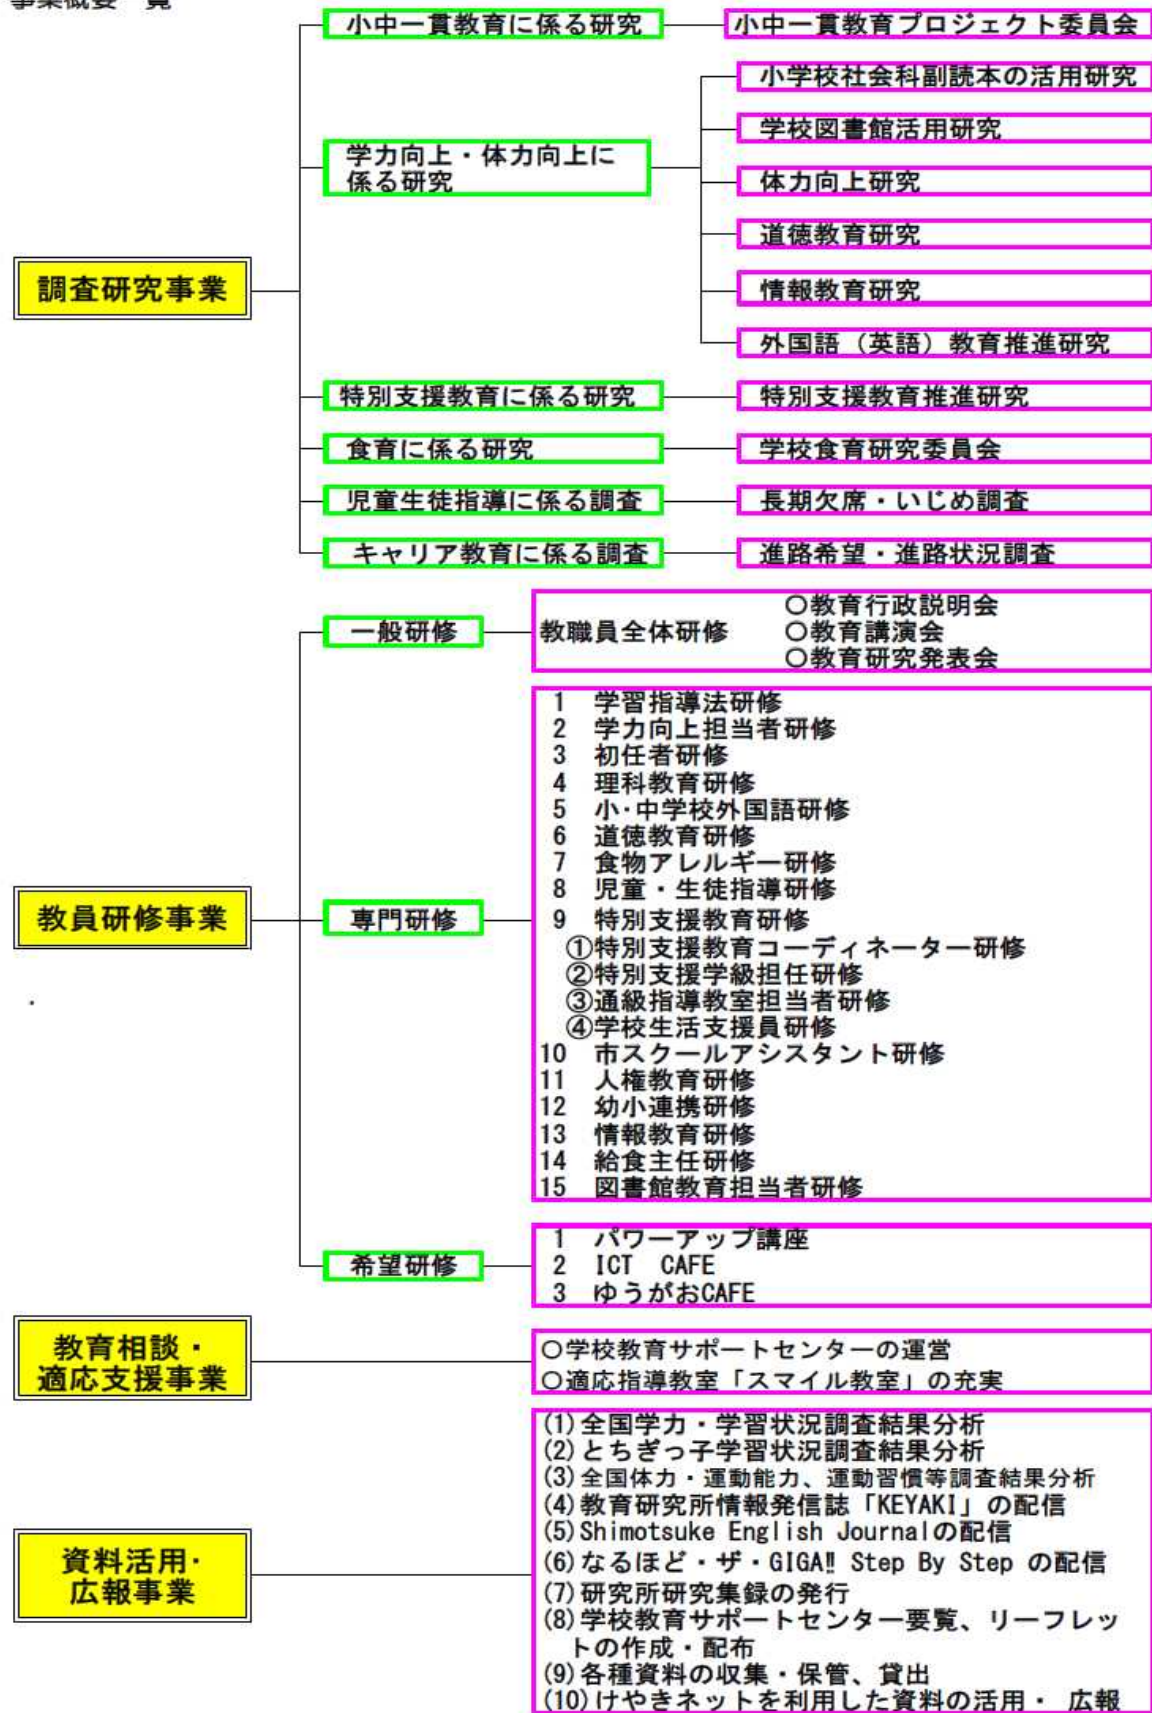 事業概要一覧
小中一貫教育に係る研究
小中一貫教育プロジェクト委員会
小学校社会科副読本の活用研究
学校図書館活用研究
学力向上・体力向上に
係る研究
体力向上研究
道徳教育研究
調査研究事業
情報教育研究
外国語（英語）教育推進研究
特別支援教育に係る研究
特別支援教育推進研究
食育に係る研究
学校食育研究委員会
児童生徒指導に係る調査
長期欠席・いじめ調査
キャリア教育に係る調査
進路希望・進路状況調査
一般研修
教職員全体研修
○教育行政説明会
○教育講演会
○教育研究発表会
教員研修事業
専門研修
1 学習指導法研修
2 学力向上担当者研修
3 初任者研修
4 理科教育研修
5 小･中学校外国語研修
6 道徳教育研修
7 食物アレルギー研修
8 児童・生徒指導研修
9 特別支援教育研修
①特別支援教育コーディネーター研修
②特別支援学級担任研修
③通級指導教室担当者研修
④学校生活支援員研修
10 市スクールアシスタント研修
11 人権教育研修
12 幼小連携研修
13 情報教育研修
14 給食主任研修
15 図書館教育担当者研修
希望研修
1 パワーアップ講座
2 ICT CAFE
3 ゆうがおCAFE
教育相談・
適応支援事業
○学校教育サポートセンターの運営
○適応指導教室「スマイル教室」の充実
資料活用･
広報事業
(1)全国学力・学習状況調査結果分析
(2)とちぎっ子学習状況調査結果分析
(3)全国体力・運動能力、運動習慣等調査結果分析
(4)教育研究所情報発信誌「KEYAKI」の配信
(5)Shimotsuke English Journalの配信
(6)なるほど・ザ・GIGA‼ Step By Step の配信
(7)研究所研究集録の発行
(8)学校教育サポートセンター要覧、リーフレッ
トの作成・配布
(9)各種資料の収集・保管、貸出
(10)けやきネットを利用した資料の活用・ 広報